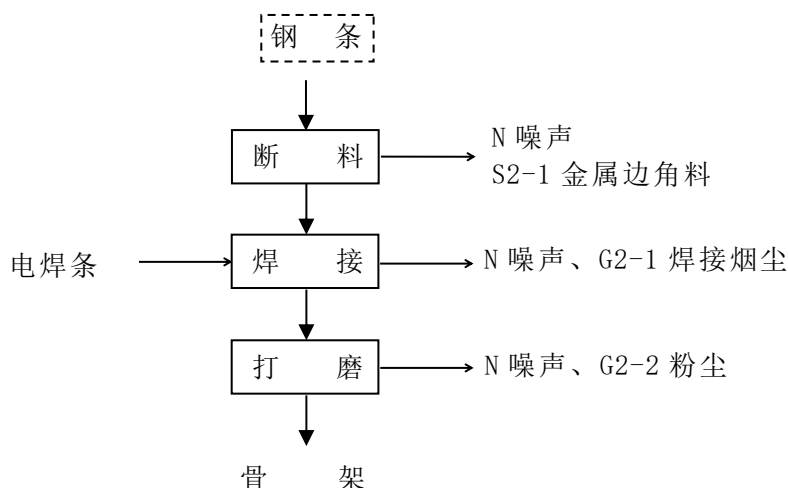 钢 条
断 料
N 噪声
S2-1 金属边角料
电焊条
焊 接
N 噪声、G2-1 焊接烟尘
打 磨
N 噪声、G2-2 粉尘
骨 架